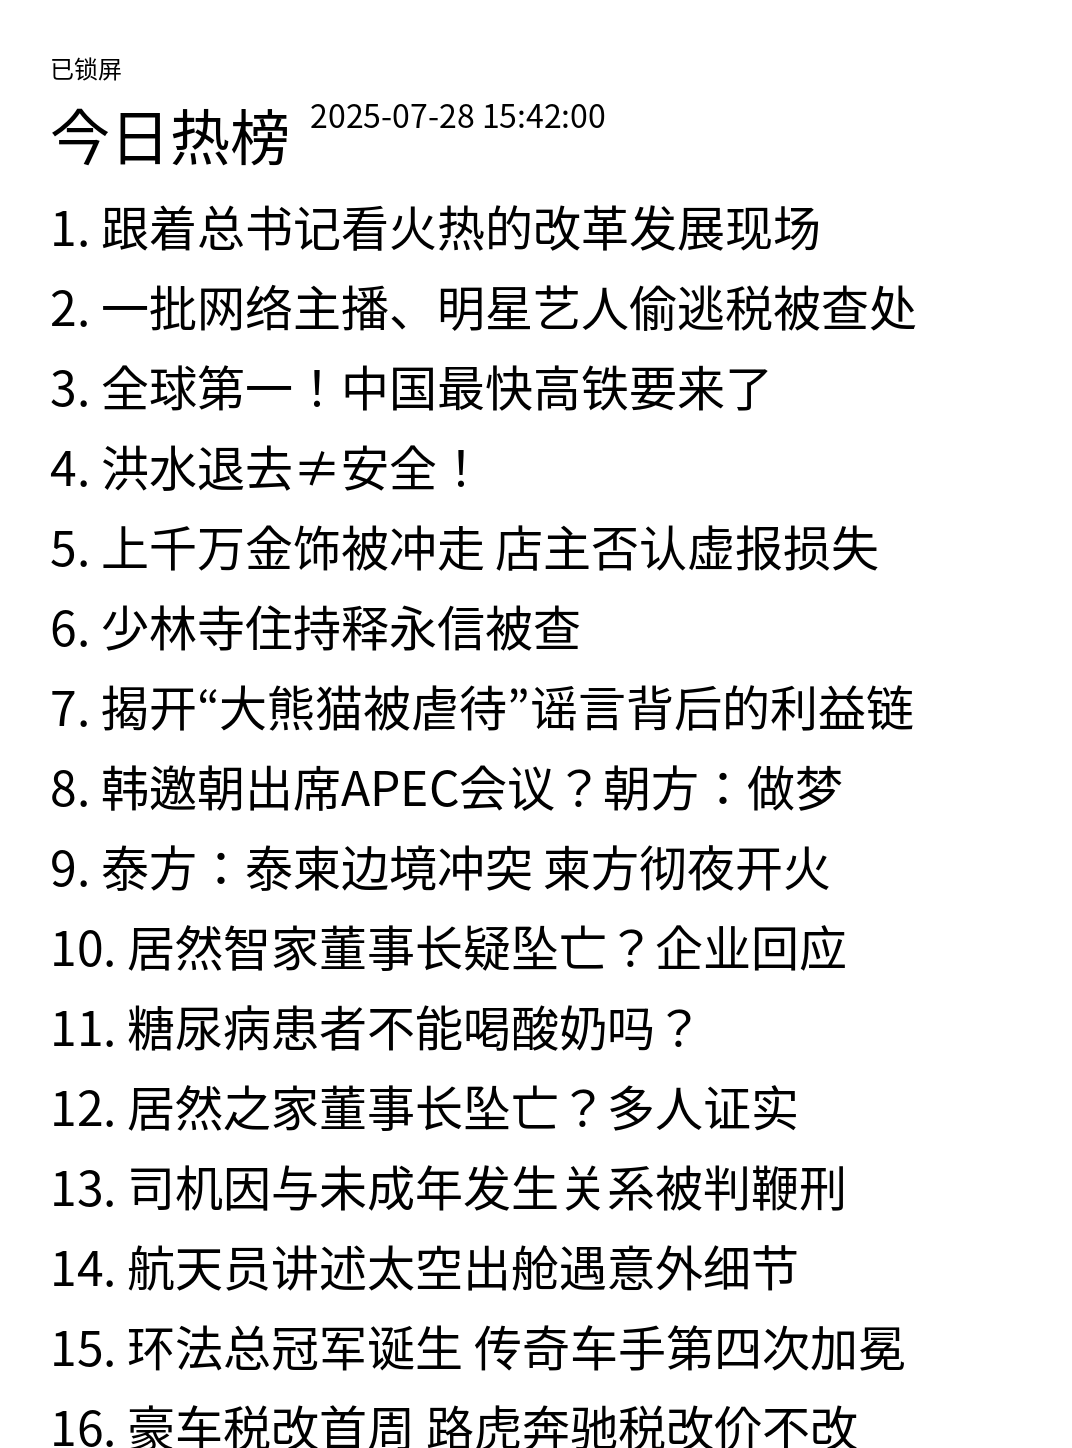 已锁屏
今日热榜 2025-07-28 15:42:00
1. 跟着总书记看火热的改革发展现场
2. 一批网络主播、明星艺人偷逃税被查处
3. 全球第一！中国最快高铁要来了
4. 洪水退去≠安全！
5. 上千万金饰被冲走 店主否认虚报损失
6. 少林寺住持释永信被查
7. 揭开“大熊猫被虐待”谣言背后的利益链
8. 韩邀朝出席APEC会议？朝方：做梦
9. 泰方：泰柬边境冲突 柬方彻夜开火
10. 居然智家董事长疑坠亡？企业回应
11. 糖尿病患者不能喝酸奶吗？
12. 居然之家董事长坠亡？多人证实
13. 司机因与未成年发生关系被判鞭刑
14. 航天员讲述太空出舱遇意外细节
15. 环法总冠军诞生 传奇车手第四次加冕
16. 豪车税改首周 路虎奔驰税改价不改